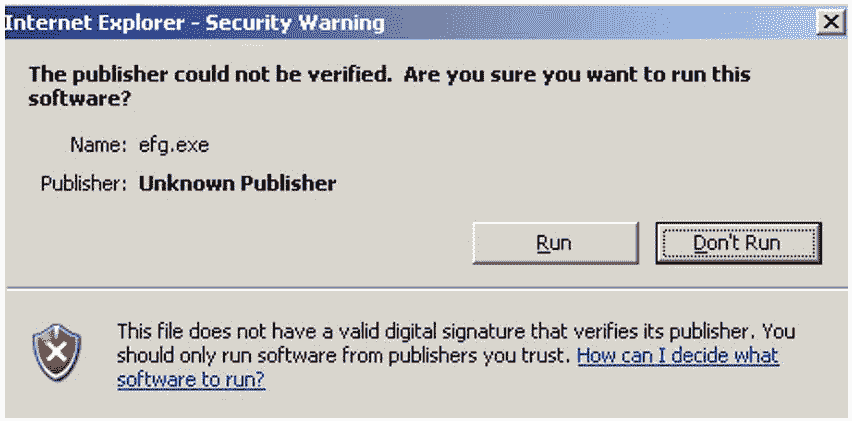 Internet Explorer - Security Warning
The publisher could not be verified. Are you sure you want to run this
software?
Name: efg.exe
Publisher: Unknown Publisher
Run Don't Run
This file does not have a valid digital signature that verifies its publisher. You
should only run software from publishers you trust. How can I decide what
software to run?